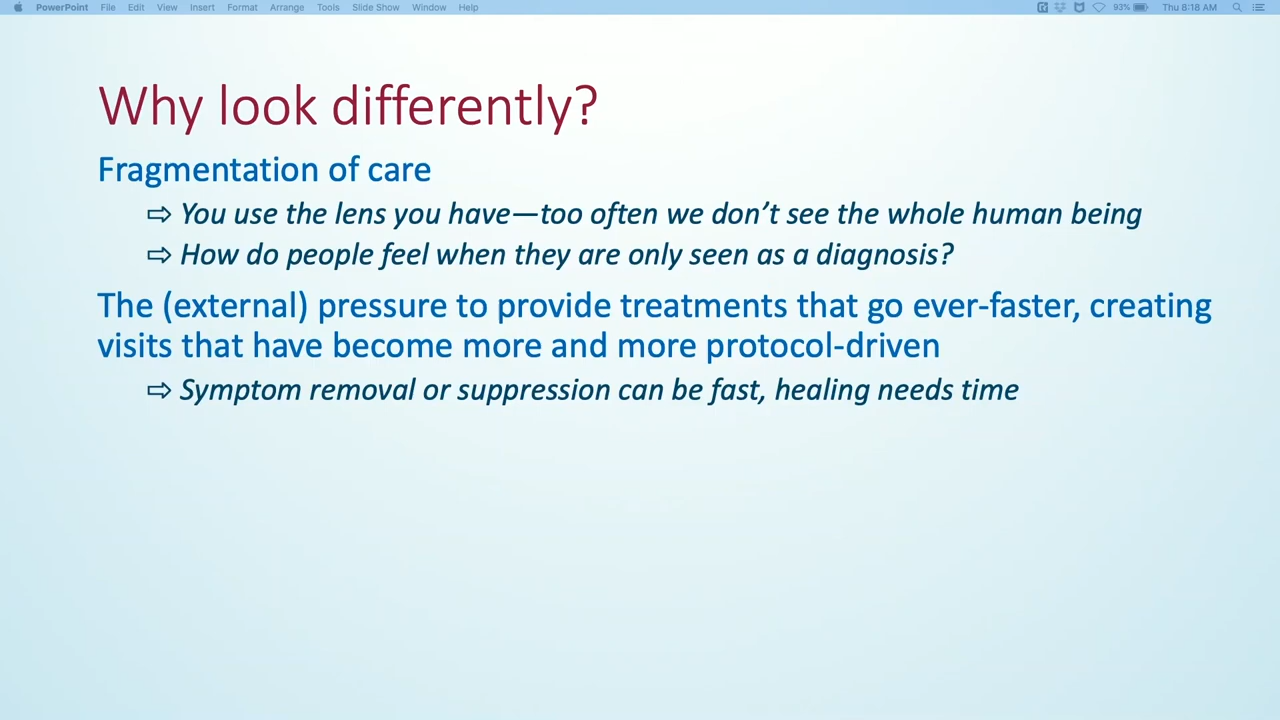 PowerPoint File Edit View Insert Format Arrange Tools Slide Show Window Help 93% Thu 8:18 AM
Why look differently?
Fragmentation of care
⇨ You use the lens you have—too often we don’t see the whole human being
⇨ How do people feel when they are only seen as a diagnosis?
The (external) pressure to provide treatments that go ever-faster, creating
visits that have become more and more protocol-driven
⇨ Symptom removal or suppression can be fast, healing needs time